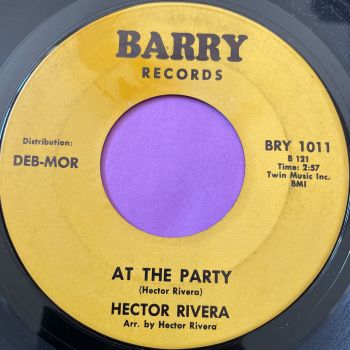 BARRY
RECORDS
Distribution:
DEB-MOR
BRY 1011
B 121
Time: 2:57
Twin Music Inc.
BMI
AT THE PARTY
(Hector Rivera)
HECTOR RIVERA
Arr. by Hector Rivera